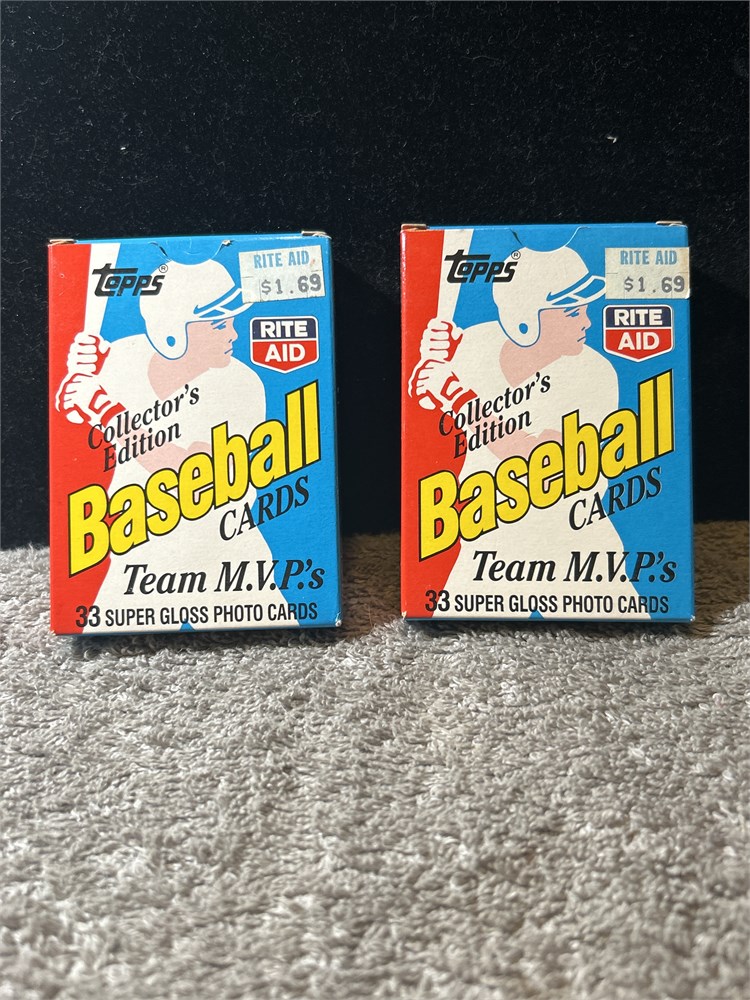 Topps®
RITE AID
$1.69
RITE
AID
Collector's
Edition
Baseball
CARDS
Team M.V.P.'s
33 SUPER GLOSS PHOTO CARDS
Topps®
RITE AID
$1.69
RITE
AID
Collector's
Edition
Baseball
CARDS
Team M.V.P.'s
33 SUPER GLOSS PHOTO CARDS